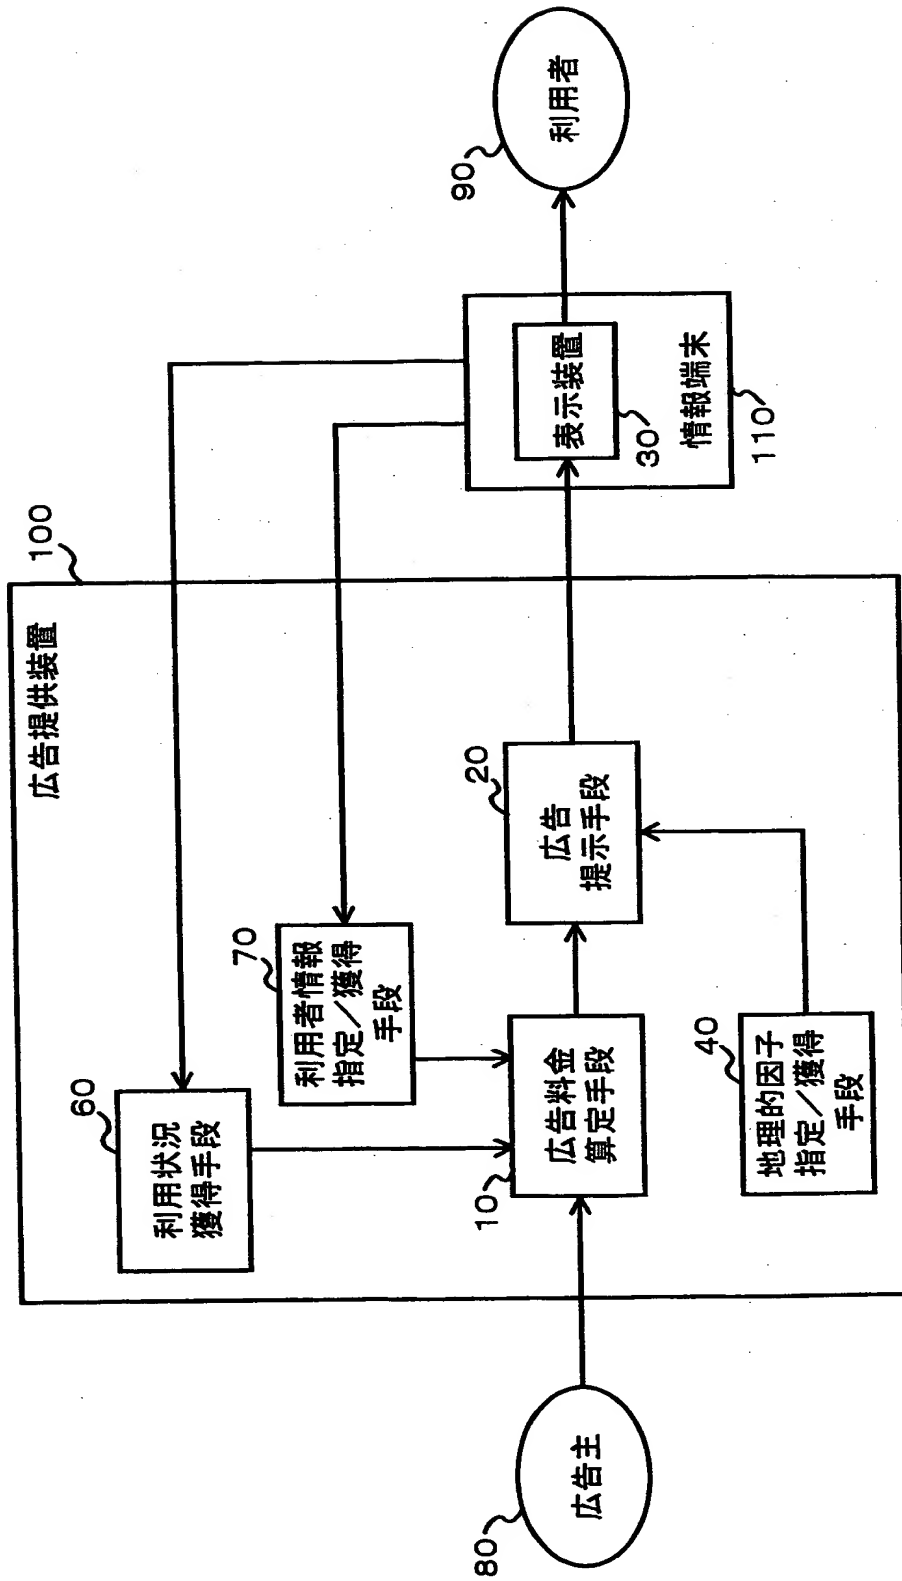 広告提供装置
100
60
利用状況
獲得手段
70
利用者情報
指定／獲得
手段
80
広告主
10
広告料金
算定手段
20
広告
提示手段
40
地理的因子
指定／獲得
手段
表示装置
30
情報端末
110
90
利用者